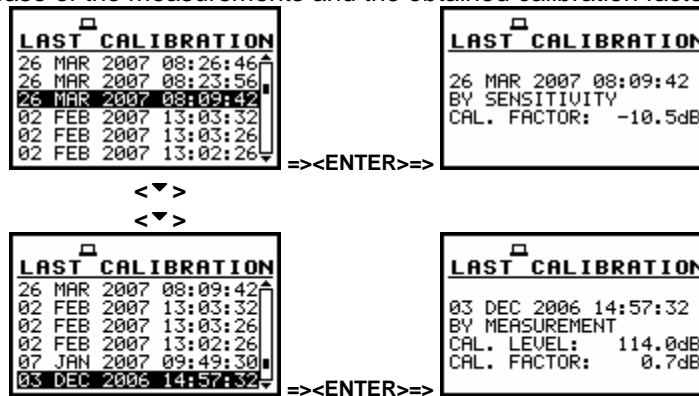 ase of the measurements and the obtained calibration facto
LAST CALIBRATION
26 MAR 2007 08:26:46
26 MAR 2007 08:23:56
26 MAR 2007 08:09:42
02 FEB 2007 13:03:32
02 FEB 2007 13:03:26
02 FEB 2007 13:02:26
=><ENTER>=>
LAST CALIBRATION
26 MAR 2007 08:09:42
BY SENSITIVITY
CAL. FACTOR: -10.5dB
<▼>
<▼>
LAST CALIBRATION
26 MAR 2007 08:09:42
02 FEB 2007 13:03:32
02 FEB 2007 13:03:26
02 FEB 2007 13:02:26
07 JAN 2007 09:49:30
03 DEC 2006 14:57:32
=><ENTER>=>
LAST CALIBRATION
03 DEC 2006 14:57:32
BY MEASUREMENT
CAL. LEVEL: 114.0dB
CAL. FACTOR: 0.7dB